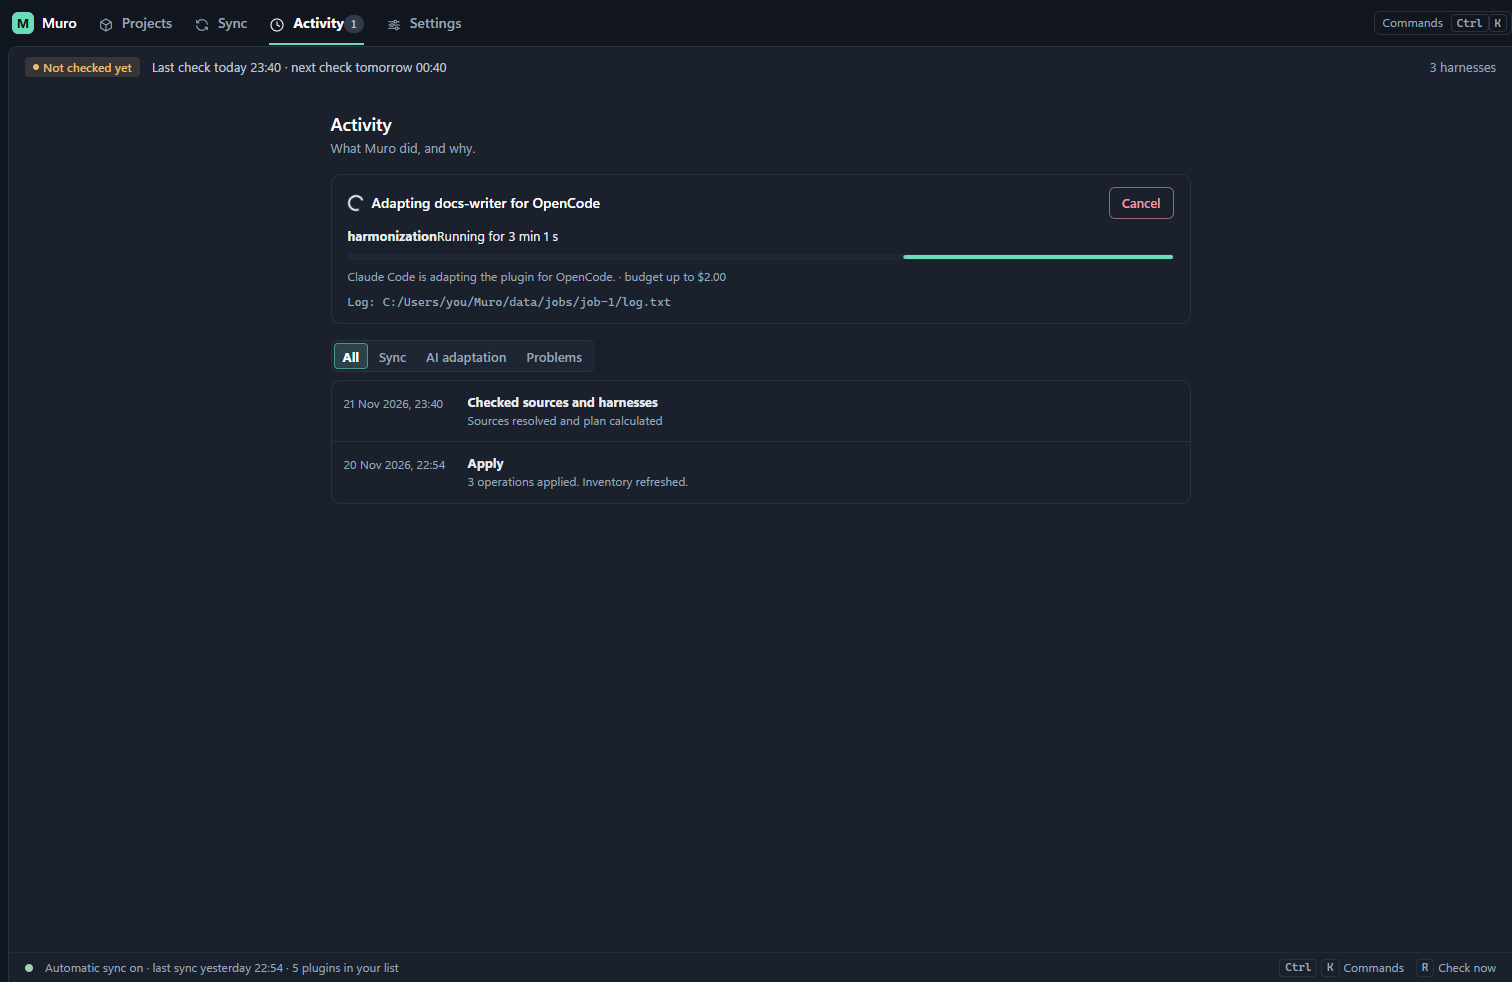 M Muro Projects Sync Activity 1 Settings Commands Ctrl K
Not checked yet Last check today 23:40 · next check tomorrow 00:40 3 harnesses
Activity
What Muro did, and why.
Adapting docs-writer for OpenCode Cancel
harmonizationRunning for 3 min 1 s
Claude Code is adapting the plugin for OpenCode. · budget up to $2.00
Log: C:/Users/you/Muro/data/jobs/job-1/log.txt
All Sync AI adaptation Problems
21 Nov 2026, 23:40 Checked sources and harnesses
Sources resolved and plan calculated
20 Nov 2026, 22:54 Apply
3 operations applied. Inventory refreshed.
Automatic sync on · last sync yesterday 22:54 · 5 plugins in your list Ctrl K Commands R Check now